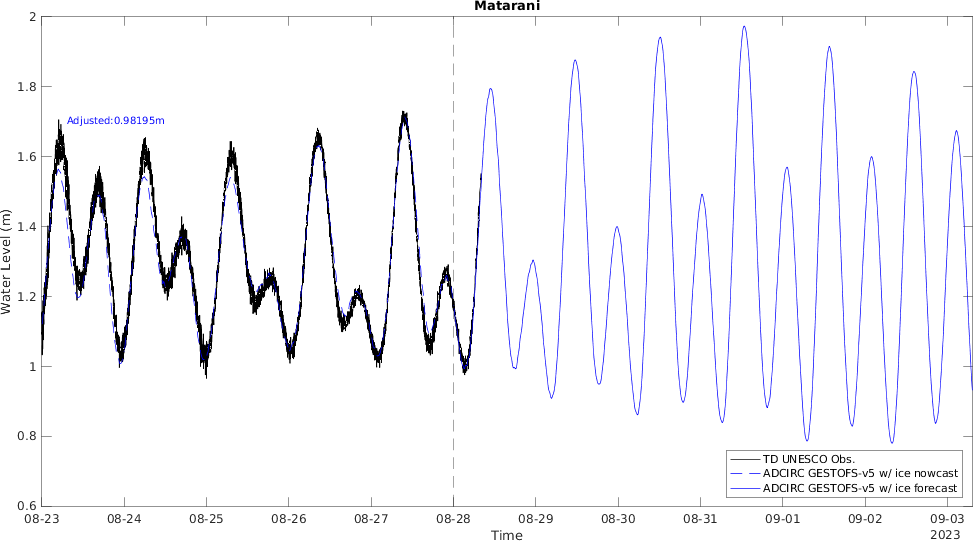 Matarani
Water Level (m)
2
1.8
1.6
1.4
1.2
1
0.8
0.6
Adjusted:0.98195m
TD UNESCO Obs.
ADCIRC GESTOFS-v5 w/ ice nowcast
ADCIRC GESTOFS-v5 w/ ice forecast
08-23 08-24 08-25 08-26 08-27 08-28 08-29 08-30 08-31 09-01 09-02 09-03
2023
Time